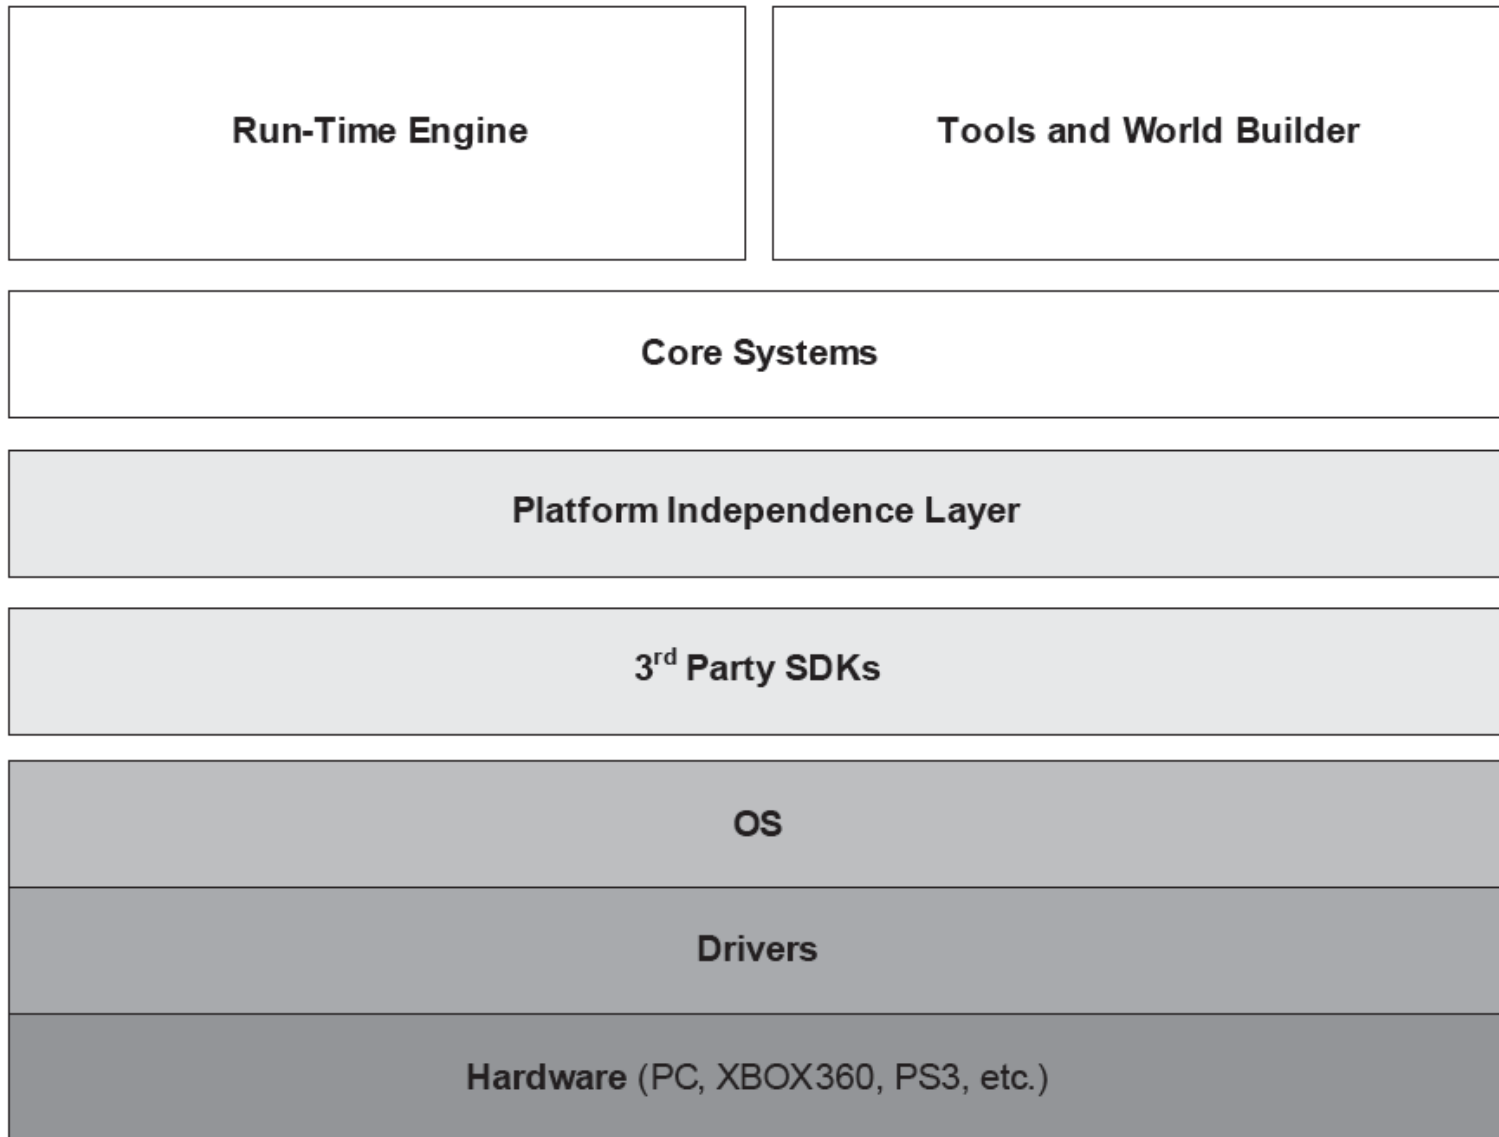 Run-Time Engine
Tools and World Builder
Core Systems
Platform Independence Layer
3rd Party SDKs
OS
Drivers
Hardware (PC, XBOX360, PS3, etc.)